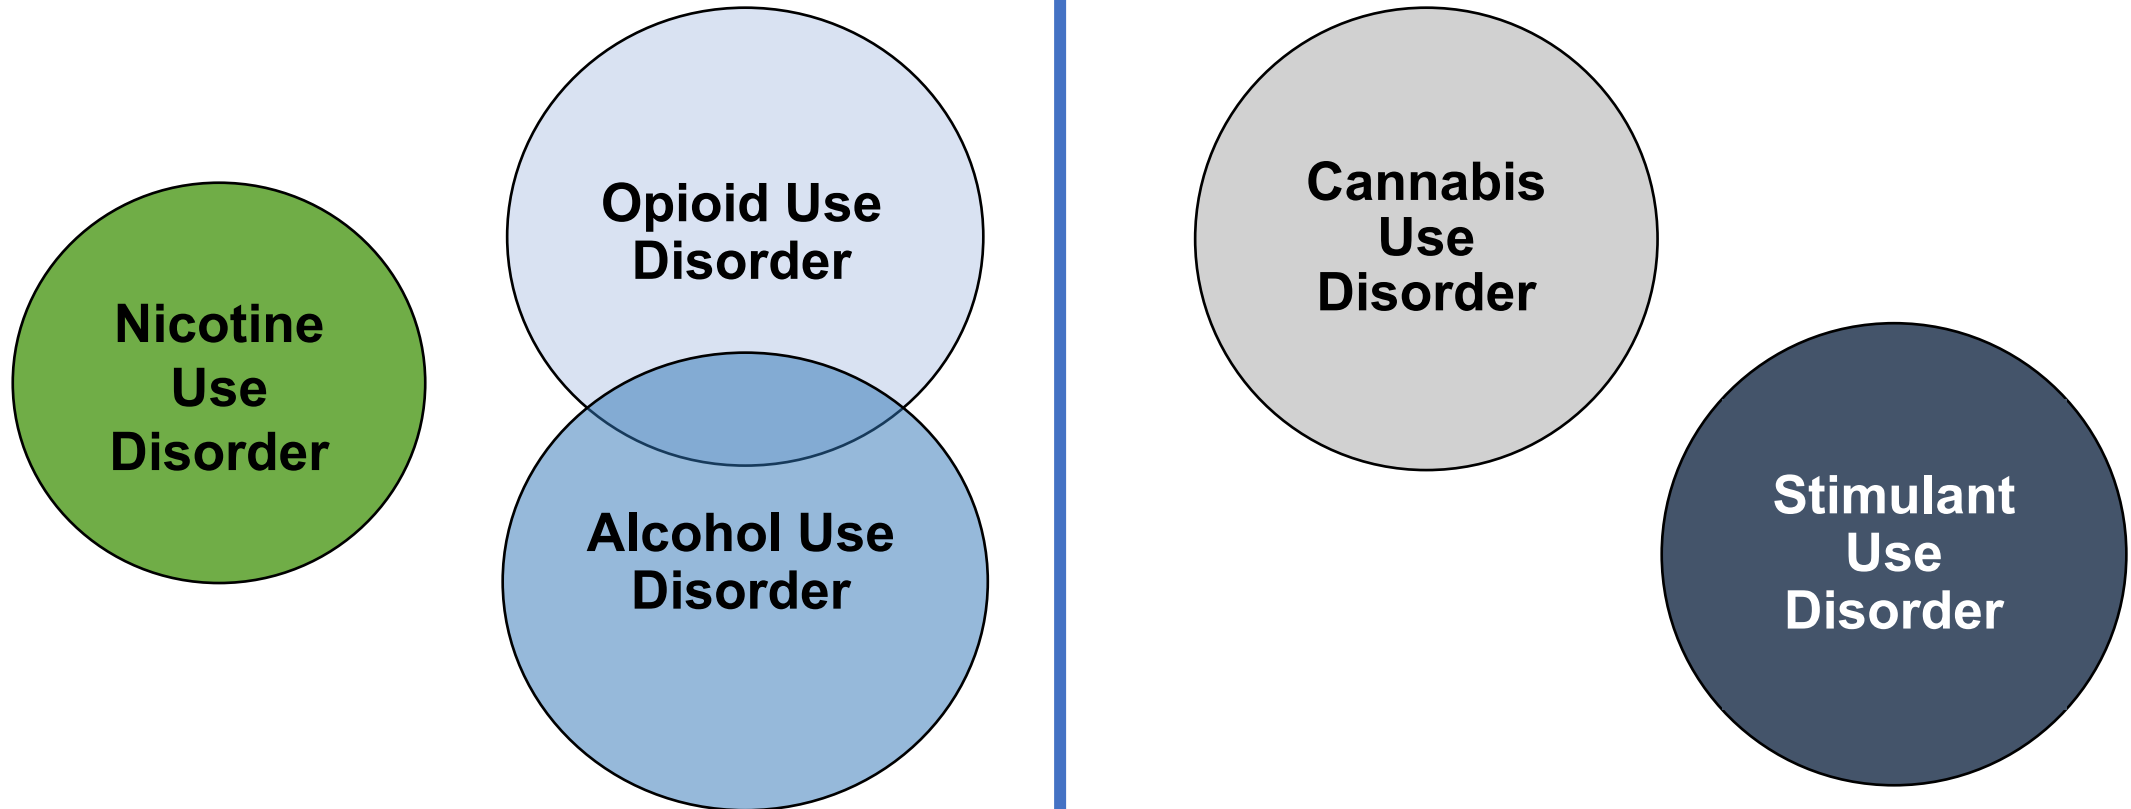 Nicotine
Use
Disorder
Opioid Use
Disorder
Alcohol Use
Disorder
Cannabis
Use
Disorder
Stimulant
Use
Disorder